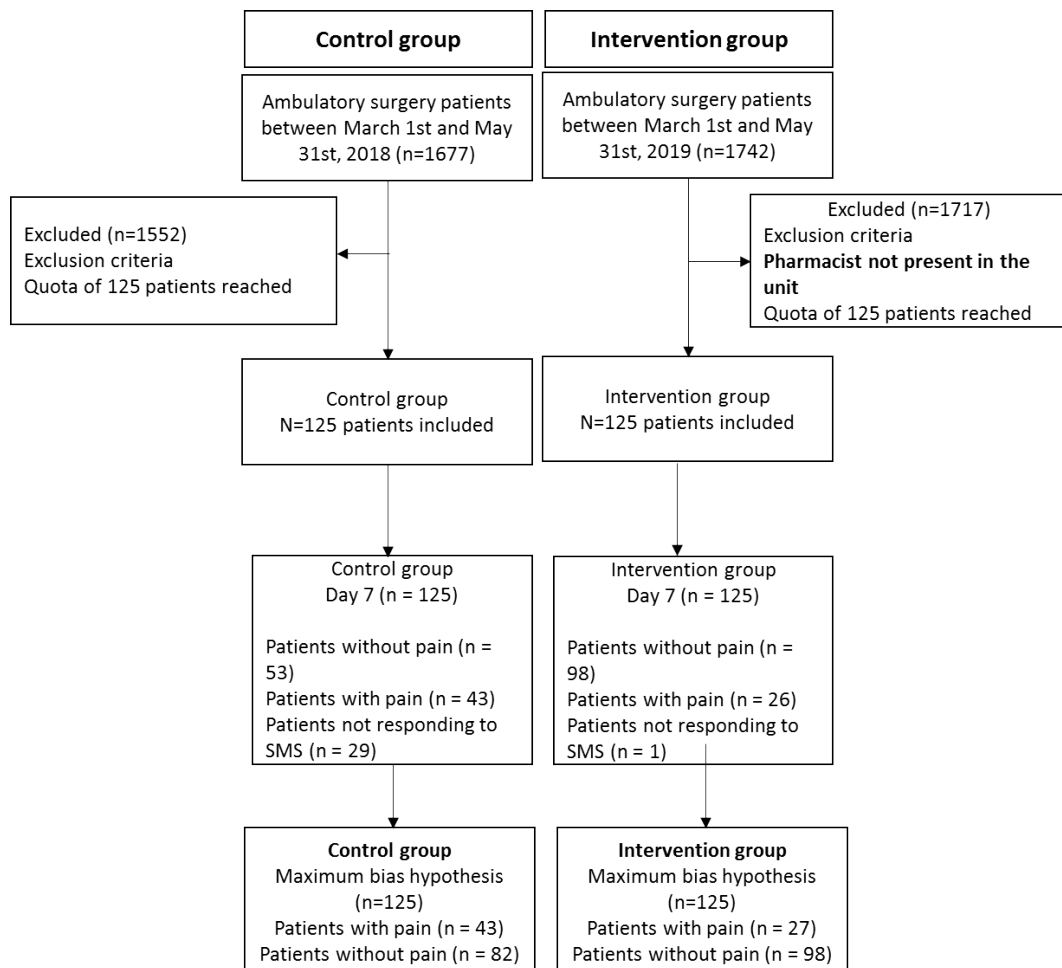 Control group
Intervention group
Ambulatory surgery patients
between March 1st and May
31st, 2018 (n=1677)
Ambulatory surgery patients
between March 1st and May
31st, 2019 (n=1742)
Excluded (n=1552)
Exclusion criteria
Quota of 125 patients reached
Excluded (n=1717)
Exclusion criteria
Pharmacist not present in the
unit
Quota of 125 patients reached
Control group
N=125 patients included
Intervention group
N=125 patients included
Control group
Day 7 (n = 125)
Patients without pain (n =
53)
Patients with pain (n = 43)
Patients not responding to
SMS (n = 29)
Intervention group
Day 7 (n = 125)
Patients without pain (n =
98)
Patients with pain (n = 26)
Patients not responding to
SMS (n = 1)
Control group
Maximum bias hypothesis
(n=125)
Patients with pain (n = 43)
Patients without pain (n = 82)
Intervention group
Maximum bias hypothesis
(n=125)
Patients with pain (n = 27)
Patients without pain (n = 98)